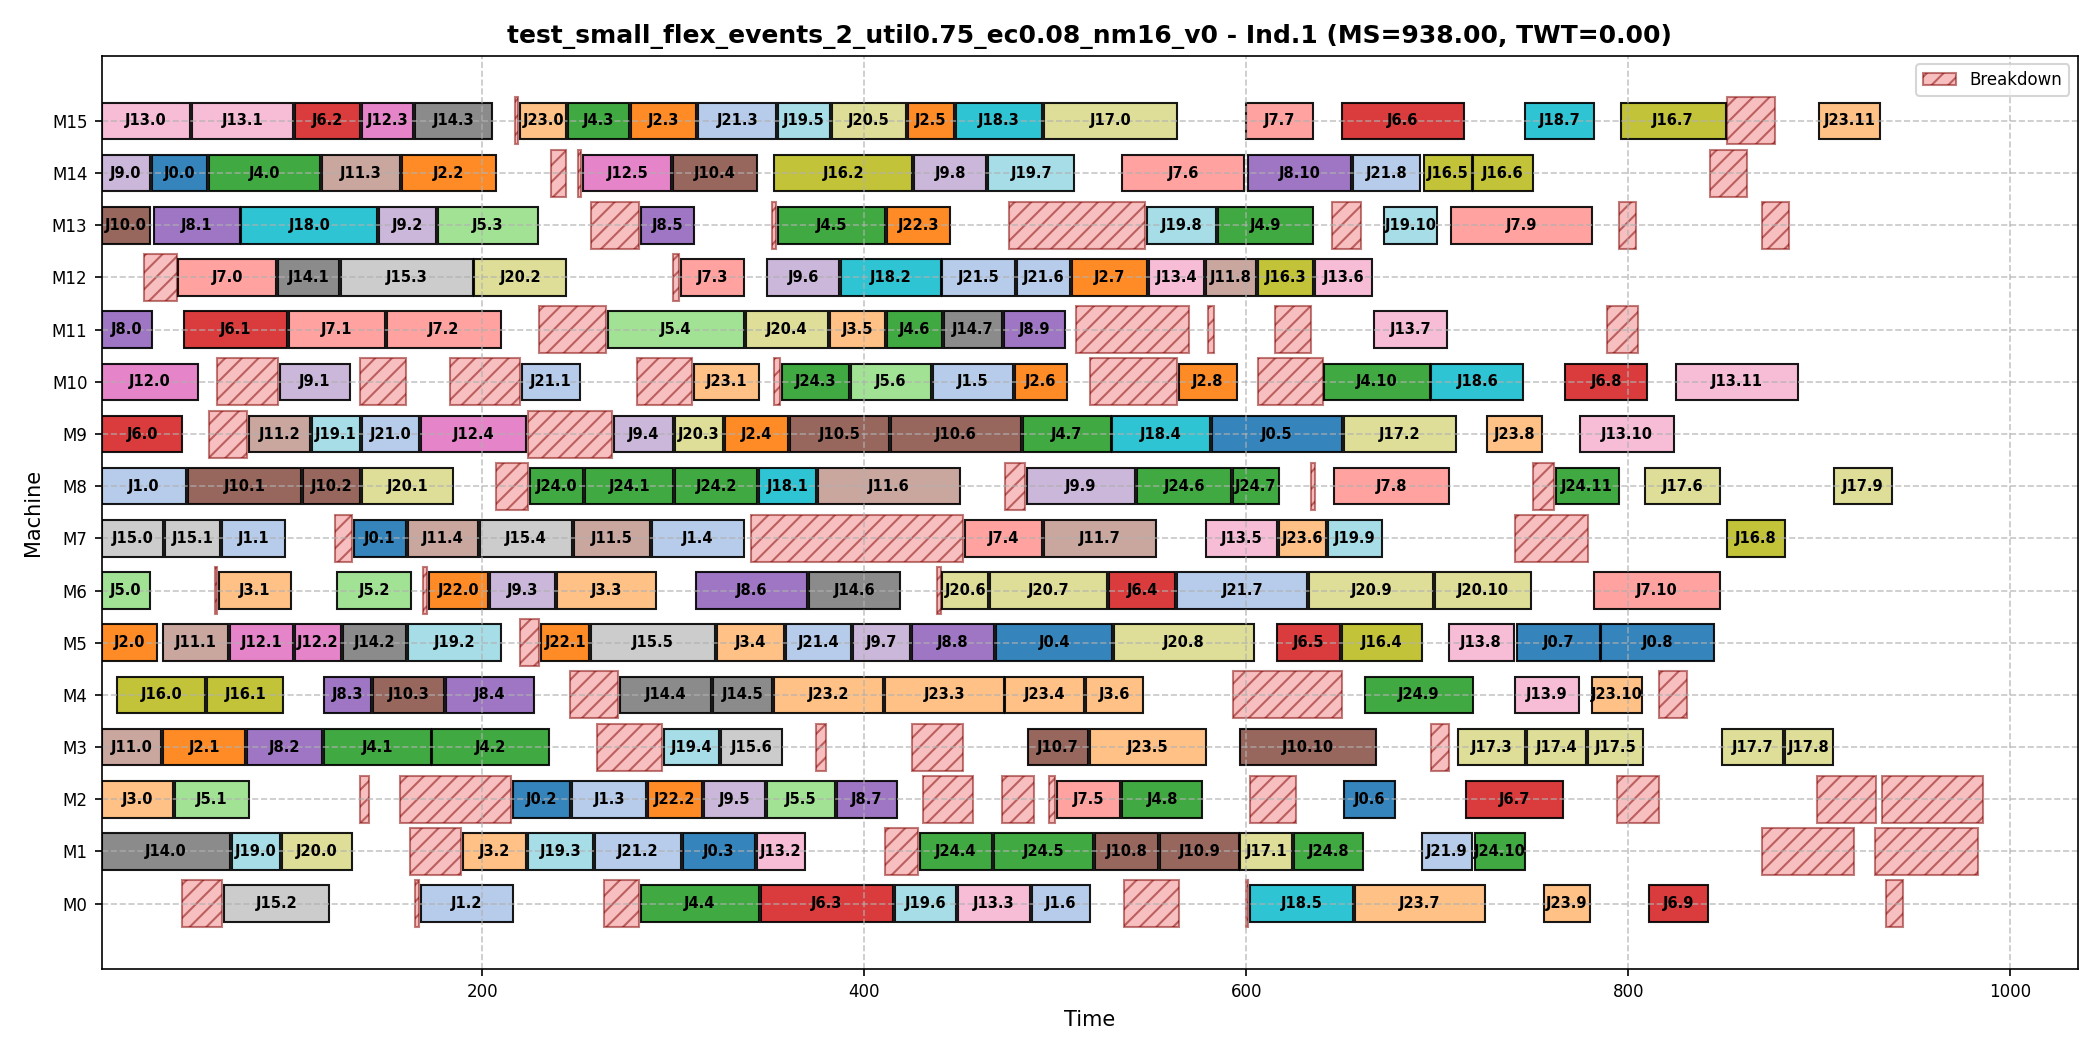 test_small_flex_events_2_util0.75_ec0.08_nm16_v0 - Ind.1 (MS=938.00, TWT=0.00)
Breakdown
M15 J13.0 J13.1 J6.2 J12.3 J14.3 J23.0 J4.3 J2.3 J21.3 J19.5 J20.5 J2.5 J18.3 J17.0 J7.7 J6.6 J18.7 J16.7 J23.11
M14 J9.0 J0.0 J4.0 J11.3 J2.2 J12.5 J10.4 J16.2 J9.8 J19.7 J7.6 J8.10 J21.8 J16.5 J16.6
M13 J10.0 J8.1 J18.0 J9.2 J5.3 J8.5 J4.5 J22.3 J19.8 J4.9 J19.10 J7.9
M12 J7.0 J14.1 J15.3 J20.2 J7.3 J9.6 J18.2 J21.5 J21.6 J2.7 J13.4 J11.8 J16.3 J13.6
M11 J8.0 J6.1 J7.1 J7.2 J5.4 J20.4 J3.5 J4.6 J14.7 J8.9 J13.7
M10 J12.0 J9.1 J21.1 J23.1 J24.3 J5.6 J1.5 J2.6 J2.8 J4.10 J18.6 J6.8 J13.11
M9 J6.0 J11.2 J19.1 J21.0 J12.4 J9.4 J20.3 J2.4 J10.5 J10.6 J4.7 J18.4 J0.5 J17.2 J23.8 J13.10
M8 J1.0 J10.1 J10.2 J20.1 J24.0 J24.1 J24.2 J18.1 J11.6 J9.9 J24.6 J24.7 J7.8 J24.11 J17.6 J17.9
M7 J15.0 J15.1 J1.1 J0.1 J11.4 J15.4 J11.5 J1.4 J7.4 J11.7 J13.5 J23.6 J19.9 J16.8
M6 J5.0 J3.1 J5.2 J22.0 J9.3 J3.3 J8.6 J14.6 J20.6 J20.7 J6.4 J21.7 J20.9 J20.10 J7.10
M5 J2.0 J11.1 J12.1 J12.2 J14.2 J19.2 J22.1 J15.5 J3.4 J21.4 J9.7 J8.8 J0.4 J20.8 J6.5 J16.4 J13.8 J0.7 J0.8
M4 J16.0 J16.1 J8.3 J10.3 J8.4 J14.4 J14.5 J23.2 J23.3 J23.4 J3.6 J24.9 J13.9 J23.10
M3 J11.0 J2.1 J8.2 J4.1 J4.2 J19.4 J15.6 J10.7 J23.5 J10.10 J17.3 J17.4 J17.5 J17.7 J17.8
M2 J3.0 J5.1 J0.2 J1.3 J22.2 J9.5 J5.5 J8.7 J7.5 J4.8 J0.6 J6.7
M1 J14.0 J19.0 J20.0 J3.2 J19.3 J21.2 J0.3 J13.2 J24.4 J24.5 J10.8 J10.9 J17.1 J24.8 J21.9 J24.10
M0 J15.2 J1.2 J4.4 J6.3 J19.6 J13.3 J1.6 J18.5 J23.7 J23.9 J6.9
Machine
200 400 600 800 1000
Time